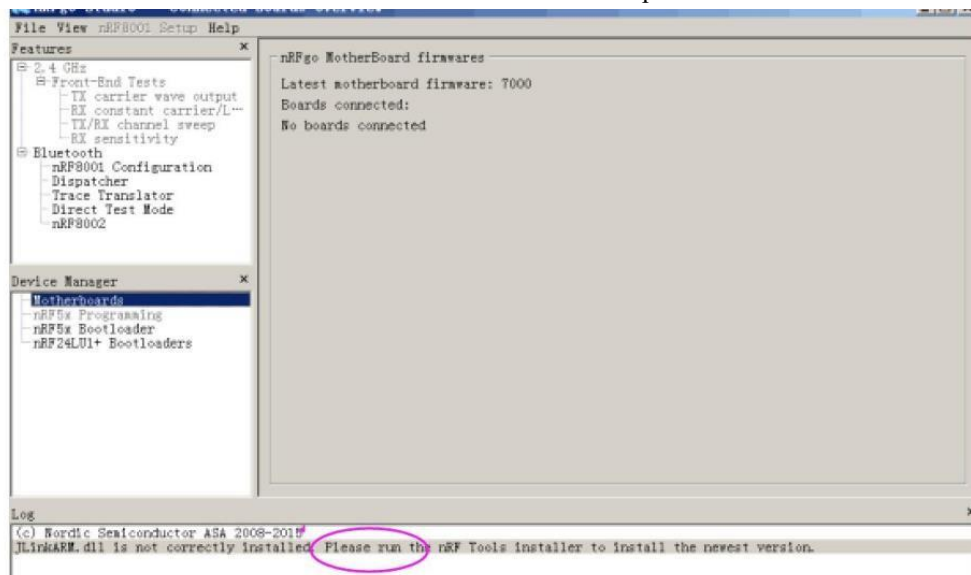 File View nRF8001 Setup Help
Features
2.4 GHz
Front-End Tests
TX carrier wave output
RX constant carrier/L…
TX/RX channel sweep
RX sensitivity
Bluetooth
nRF8001 Configuration
Dispatcher
Trace Translator
Direct Test Mode
nRF8002
Device Manager
Motherboards
nRF5x Programming
nRF5x Bootloader
nRF24LU1+ Bootloaders
nRFgo MotherBoard firmwares
Latest motherboard firmware: 7000
Boards connected:
No boards connected
Log
(c) Nordic Semiconductor ASA 2008-2015
JLinkARM.dll is not correctly installed. Please run the nRF Tools installer to install the newest version.